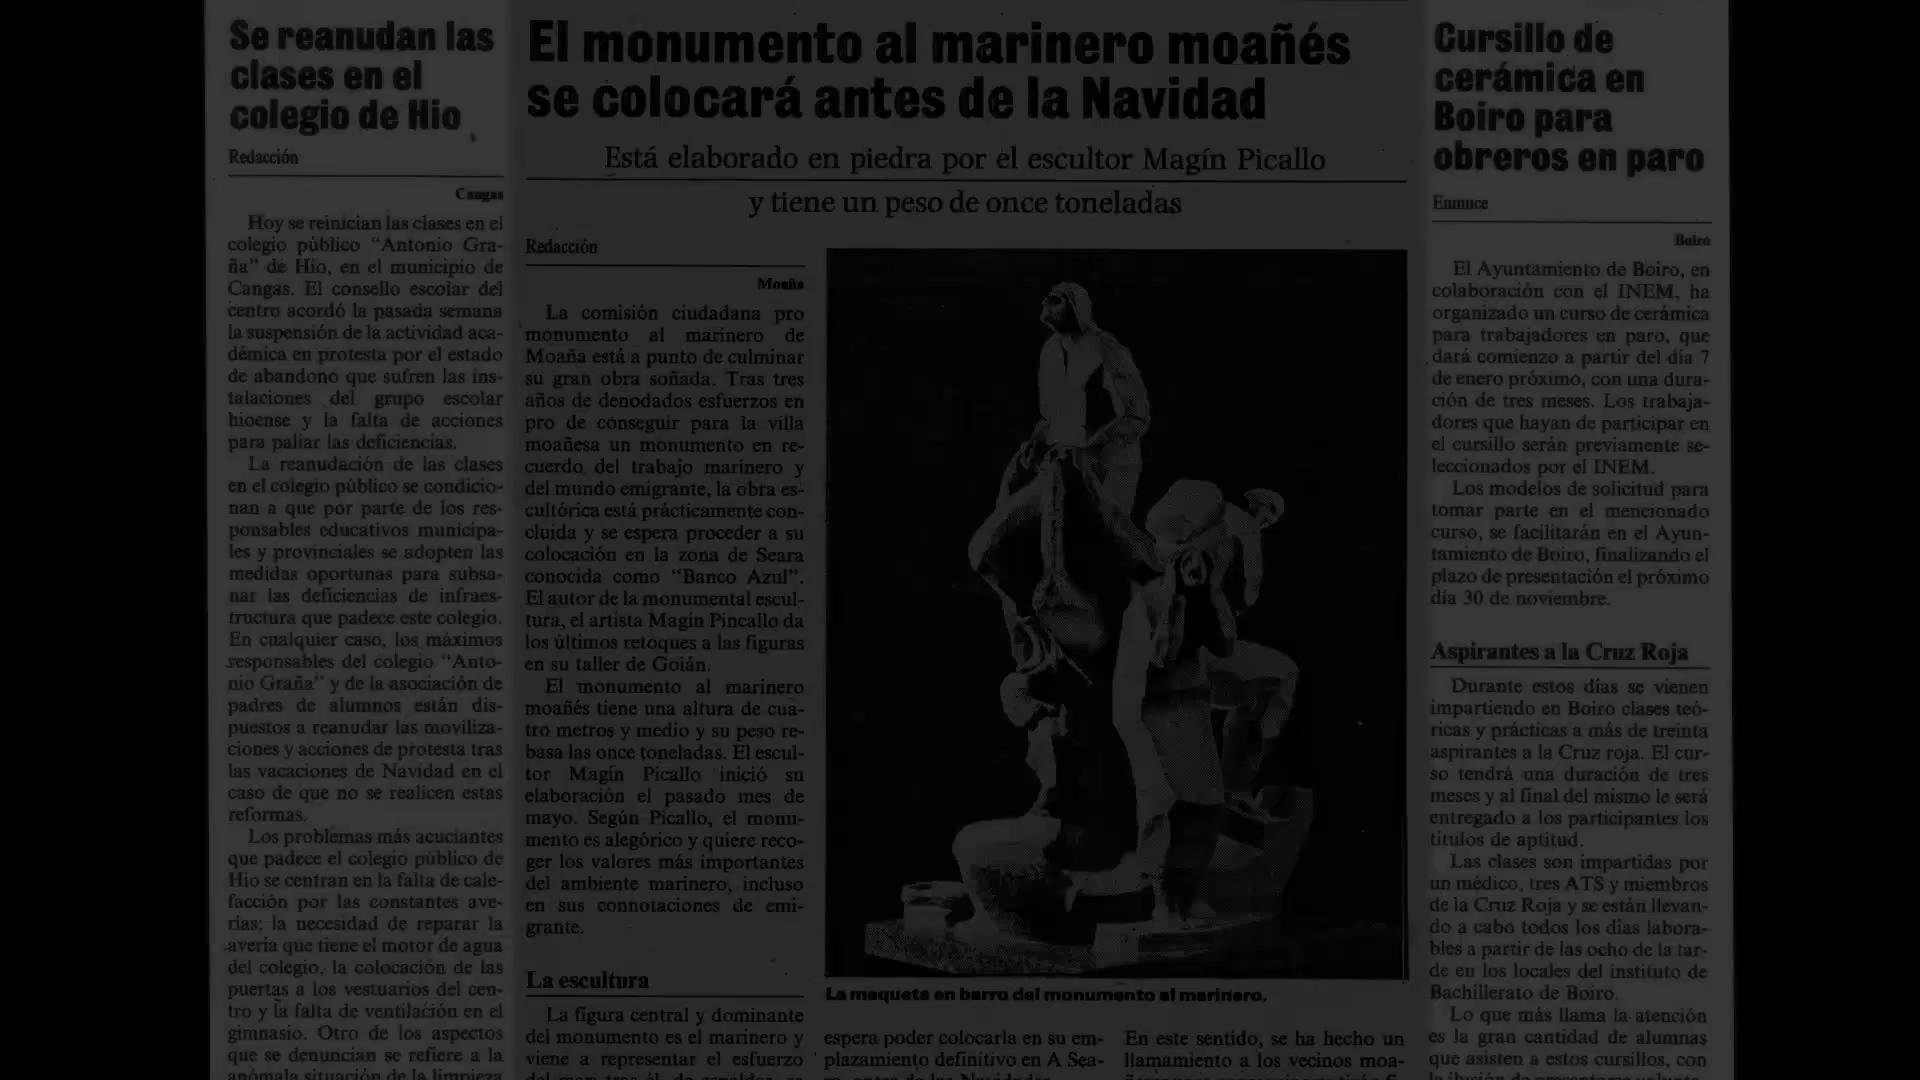 Se reanudan las
clases en el
colegio de Hio
Redacción
Cangas
Hoy se reinician las clases en el
colegio público “Antonio Gra-
ña” de Hío, en el municipio de
Cangas. El consello escolar del
centro acordó la pasada semana
la suspensión de la actividad aca-
démica en protesta por el estado
de abandono que sufren las ins-
talaciones del grupo escolar
hioense y la falta de acciones
para paliar las deficiencias.
La reanudación de las clases
en el colegio público se condicio-
nan a que por parte de los res-
ponsables educativos municipa-
les y provinciales se adopten las
medidas oportunas para subsa-
nar las deficiencias de infraes-
tructura que padece este colegio.
En cualquier caso, los máximos
responsables del colegio “Anto-
nio Graña” y de la asociación de
padres de alumnos están dis-
puestos a reanudar las moviliza-
ciones y acciones de protesta tras
las vacaciones de Navidad en el
caso de que no se realicen estas
reformas.
Los problemas más acuciantes
que padece el colegio público de
Hio se centran en la falta de cale-
facción por las constantes ave-
rías; la necesidad de reparar la
avería que tiene el motor de agua
del colegio, la colocación de las
puertas a los vestuarios del cen-
tro y la falta de ventilación en el
gimnasio. Otro de los aspectos
que se denuncian se refiere a la
anómala situación de la limpieza
El monumento al marinero moañés
se colocará antes de la Navidad
Está elaborado en piedra por el escultor Magín Picallo
y tiene un peso de once toneladas
Redacción
Moaña
La comisión ciudadana pro
monumento al marinero de
Moaña está a punto de culminar
su gran obra soñada. Tras tres
años de denodados esfuerzos en
pro de conseguir para la villa
moañesa un monumento en re-
cuerdo del trabajo marinero y
del mundo emigrante, la obra es-
cultórica está prácticamente con-
cluida y se espera proceder a su
colocación en la zona de Seara
conocida como “Banco Azul”.
El autor de la monumental escul-
tura, el artista Magín Pincallo da
los últimos retoques a las figuras
en su taller de Goián.
El monumento al marinero
moañés tiene una altura de cua-
tro metros y medio y su peso re-
basa las once toneladas. El escul-
tor Magín Picallo inició su
elaboración el pasado mes de
mayo. Según Picallo, el monu-
mento es alegórico y quiere reco-
ger los valores más importantes
del ambiente marinero, incluso
en sus connotaciones de emi-
grante.
La escultura
La figura central y dominante
del monumento es el marinero y
viene a representar el esfuerzo
La maqueta en barro del monumento al marinero.
espera poder colocarla en su em-
plazamiento definitivo en A Sea-
En este sentido, se ha hecho un
llamamiento a los vecinos moa-
Cursillo de
cerámica en
Boiro para
obreros en paro
Enmuce
Boiro
El Ayuntamiento de Boiro, en
colaboración con el INEM, ha
organizado un curso de cerámica
para trabajadores en paro, que
dará comienzo a partir del día 7
de enero próximo, con una dura-
ción de tres meses. Los trabaja-
dores que hayan de participar en
el cursillo serán previamente se-
leccionados por el INEM.
Los modelos de solicitud para
tomar parte en el mencionado
curso, se facilitarán en el Ayun-
tamiento de Boiro, finalizando el
plazo de presentación el próximo
día 30 de noviembre.
Aspirantes a la Cruz Roja
Durante estos días se vienen
impartiendo en Boiro clases teó-
ricas y prácticas a más de treinta
aspirantes a la Cruz roja. El cur-
so tendrá una duración de tres
meses y al final del mismo le será
entregado a los participantes los
títulos de aptitud.
Las clases son impartidas por
un médico, tres ATS y miembros
de la Cruz Roja y se están llevan-
do a cabo todos los días labora-
bles a partir de las ocho de la tar-
de en los locales del instituto de
Bachillerato de Boiro.
Lo que más llama la atención
es la gran cantidad de alumnas
que asisten a estos cursillos, con